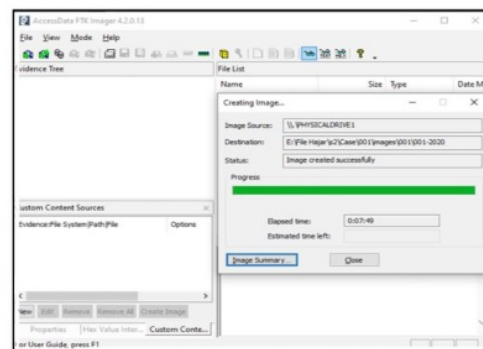 AccessData FTK Imager 4.2.0.13
File View Mode Help
Evidence Tree
File List
Name Size Type Date M
Creating Image...
Image Source: \\.\PHYSICALDRIVE1
Destination: E:\File Hajar\p2\Case\001\images\001\001-2020
Status: Image created successfully
Progress
Elapsed time: 0:07:49
Estimated time left:
Image Summary... Close
ustom Content Sources
Evidence:File System|Path|File Options
New Edit Remove Remove All Create Image
Properties Hex Value Inter... Custom Conte...
or User Guide, press F1